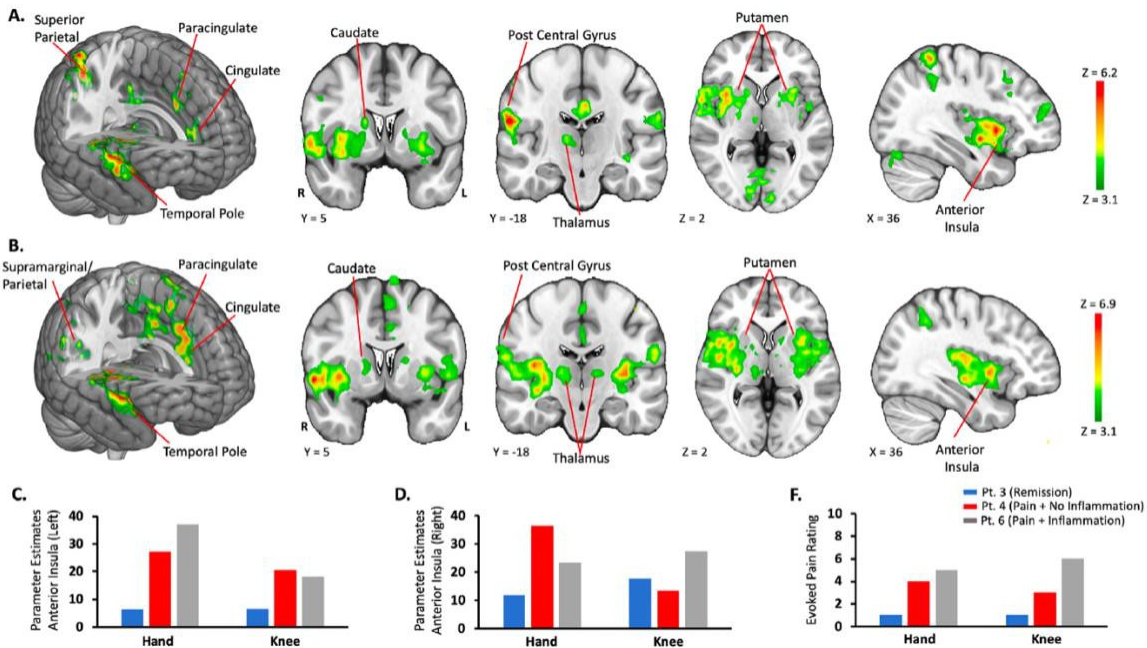 A.
Superior
Parietal
Paracingulate
Cingulate
Temporal Pole
Caudate
R
L
Y = 5
Post Central Gyrus
Y = -18
Thalamus
Putamen
Z = 2
X = 36
Anterior
Insula
Z = 6.2
Z = 3.1
B.
Supramarginal/
Parietal
Paracingulate
Cingulate
Temporal Pole
Caudate
R
L
Y = 5
Post Central Gyrus
Y = -18
Thalamus
Putamen
Z = 2
X = 36
Anterior
Insula
Z = 6.9
Z = 3.1
C.
Parameter Estimates
Anterior Insula (Left)
40
30
20
10
0
Hand
Knee
D.
Parameter Estimates
Anterior Insula (Right)
40
30
20
10
0
Hand
Knee
F.
Pt. 3 (Remission)
Pt. 4 (Pain + No Inflammation)
Pt. 6 (Pain + Inflammation)
Evoked Pain Rating
10
8
6
4
2
0
Hand
Knee